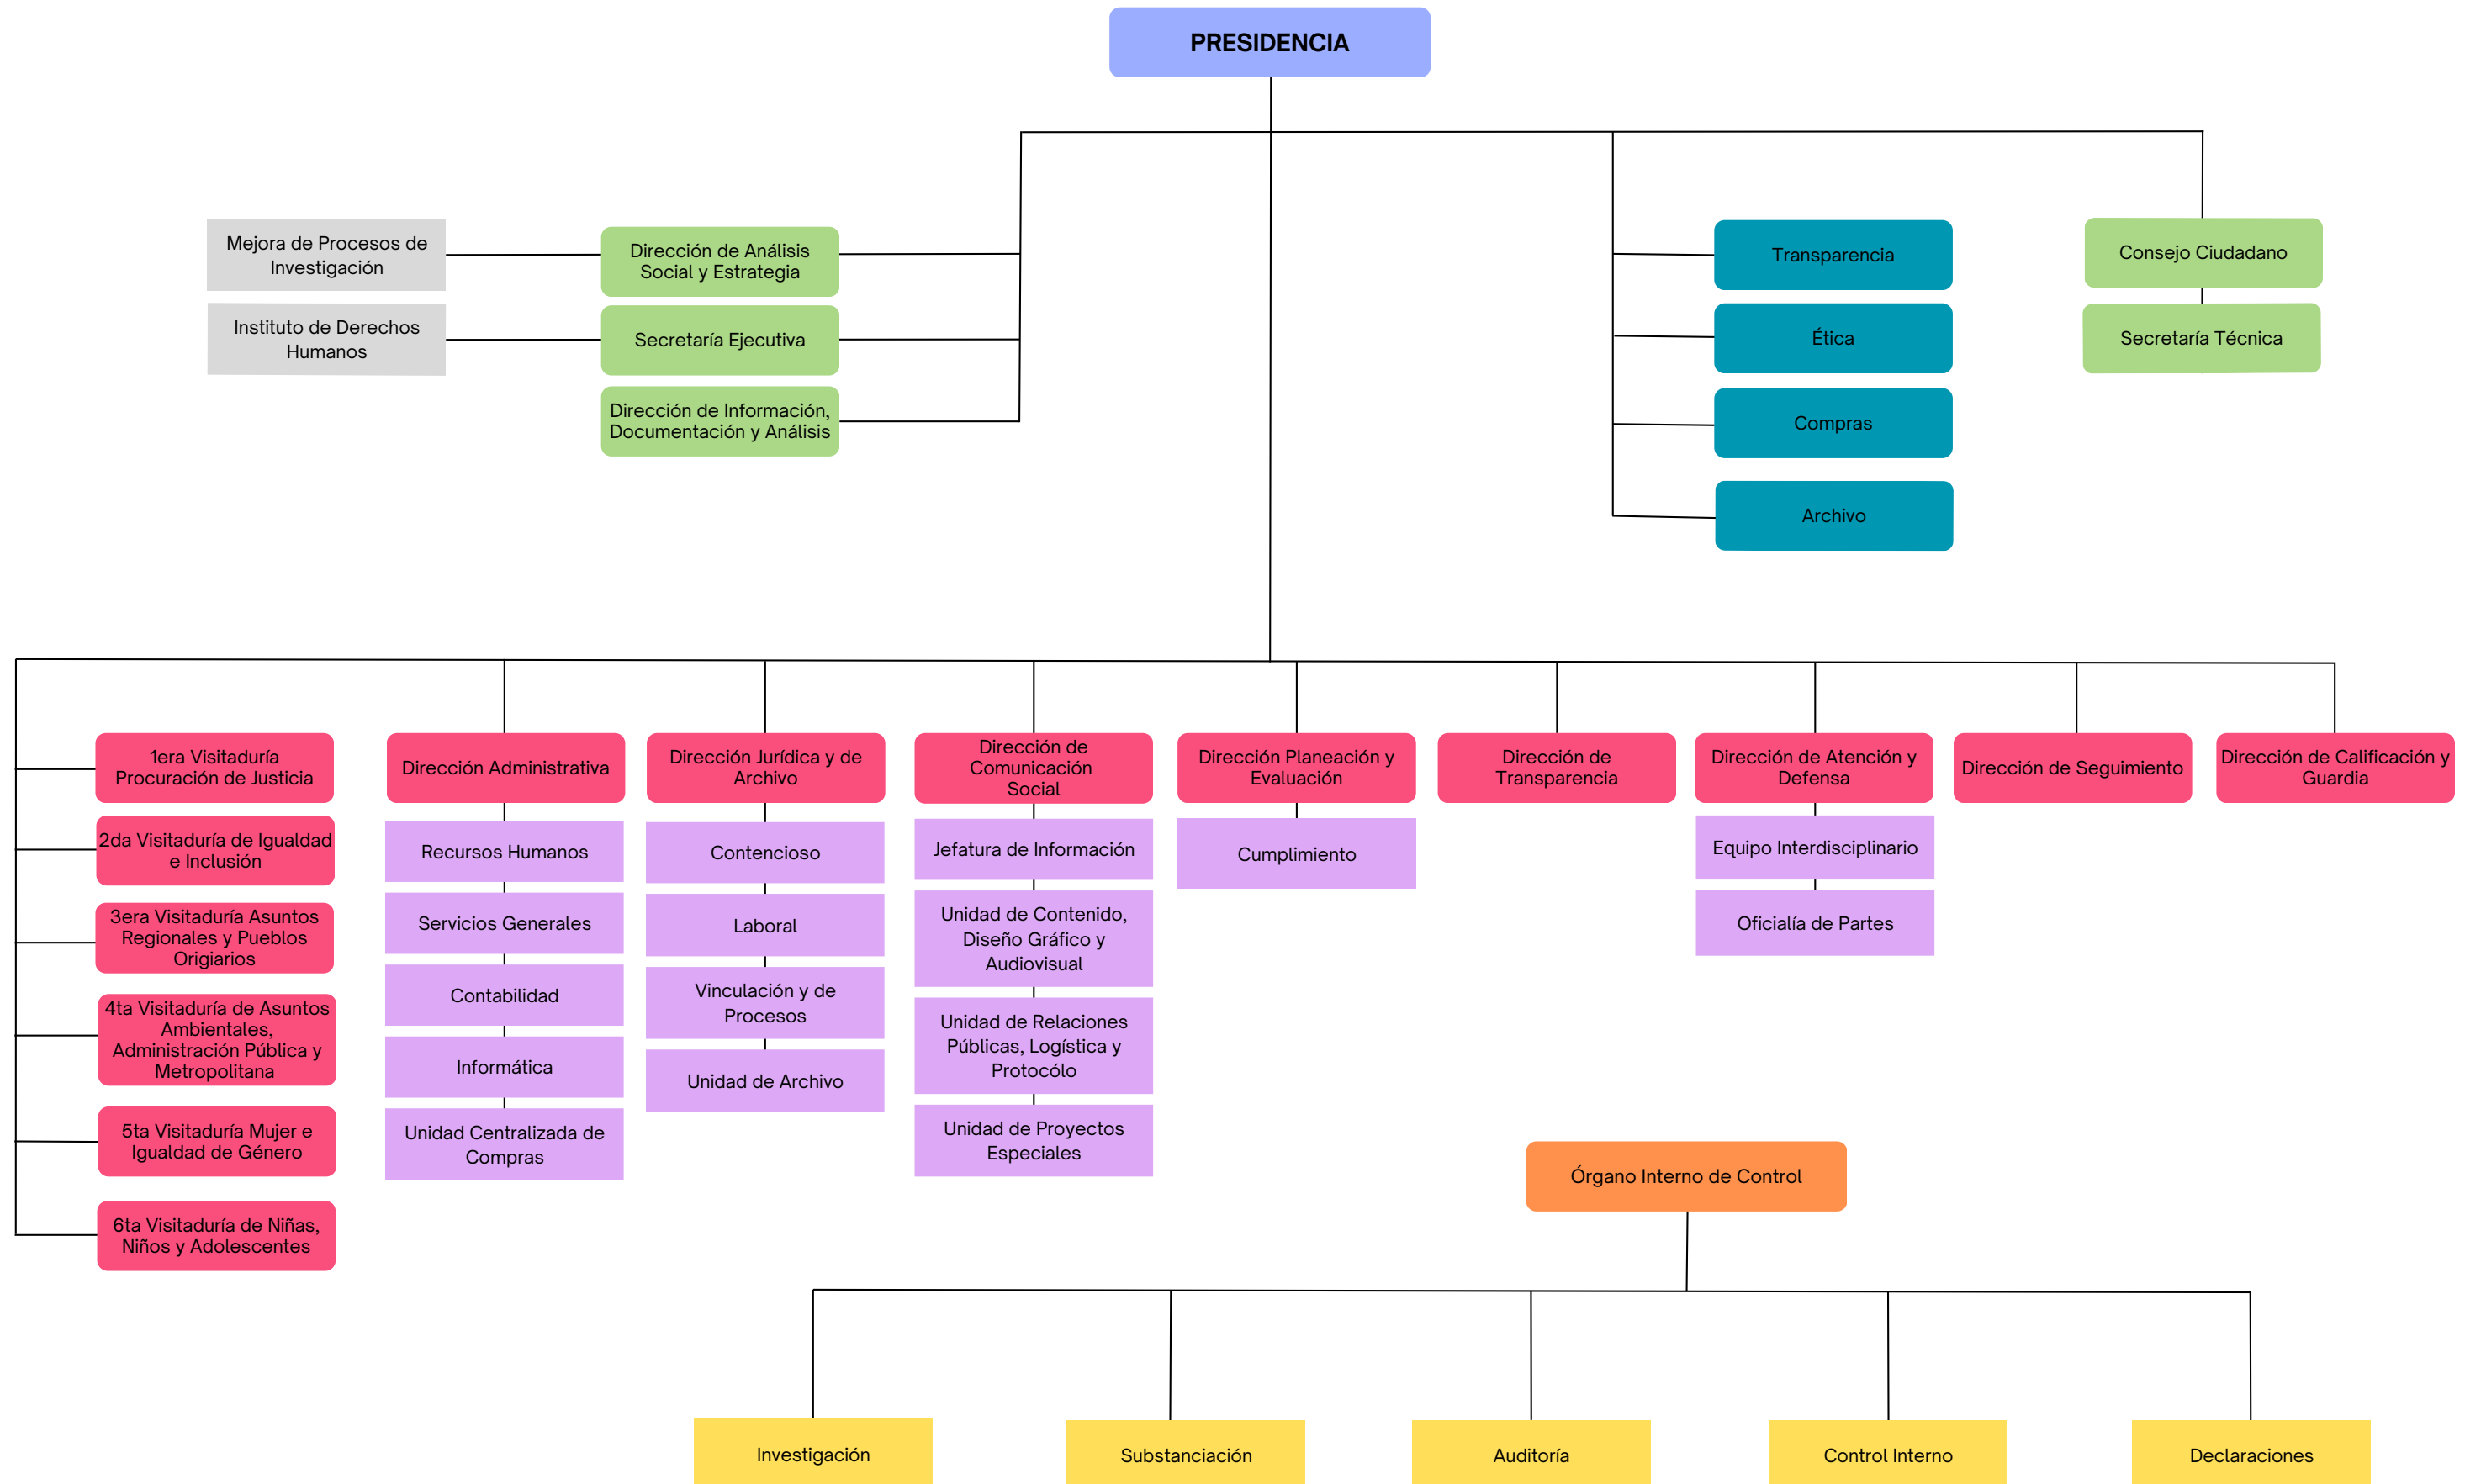 PRESIDENCIA
Mejora de Procesos de
Investigación
Instituto de Derechos
Humanos
Dirección de Análisis
Social y Estrategia
Secretaría Ejecutiva
Dirección de Información,
Documentación y Análisis
Transparencia
Ética
Compras
Archivo
Consejo Ciudadano
Secretaría Técnica
1era Visitaduría
Procuración de Justicia
2da Visitaduría de Igualdad
e Inclusión
3era Visitaduría Asuntos
Regionales y Pueblos
Origiarios
4ta Visitaduría de Asuntos
Ambientales,
Administración Pública y
Metropolitana
5ta Visitaduría Mujer e
Igualdad de Género
6ta Visitaduría de Niñas,
Niños y Adolescentes
Dirección Administrativa
Recursos Humanos
Servicios Generales
Contabilidad
Informática
Unidad Centralizada de
Compras
Dirección Jurídica y de
Archivo
Contencioso
Laboral
Vinculación y de
Procesos
Unidad de Archivo
Dirección de
Comunicación
Social
Jefatura de Información
Unidad de Contenido,
Diseño Gráfico y
Audiovisual
Unidad de Relaciones
Públicas, Logística y
Protocólo
Unidad de Proyectos
Especiales
Dirección Planeación y
Evaluación
Cumplimiento
Dirección de
Transparencia
Dirección de Atención y
Defensa
Equipo Interdisciplinario
Oficialía de Partes
Dirección de Seguimiento
Dirección de Calificación y
Guardia
Órgano Interno de Control
Investigación
Substanciación
Auditoría
Control Interno
Declaraciones